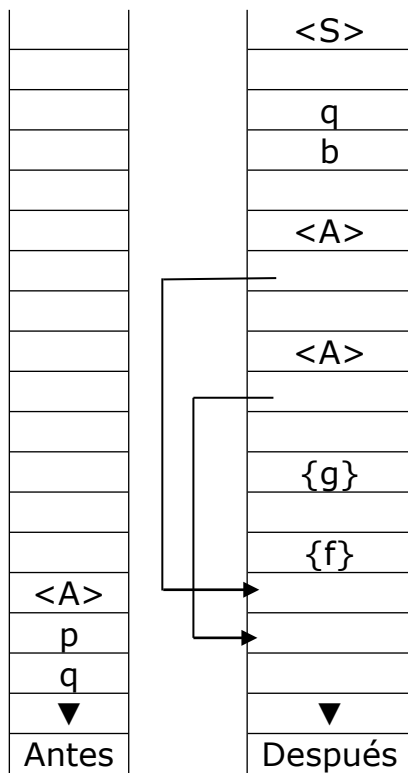 <S>
q
b
<A>
<A>
{g}
{f}
<A>
p
q
▼ ▼
Antes Después